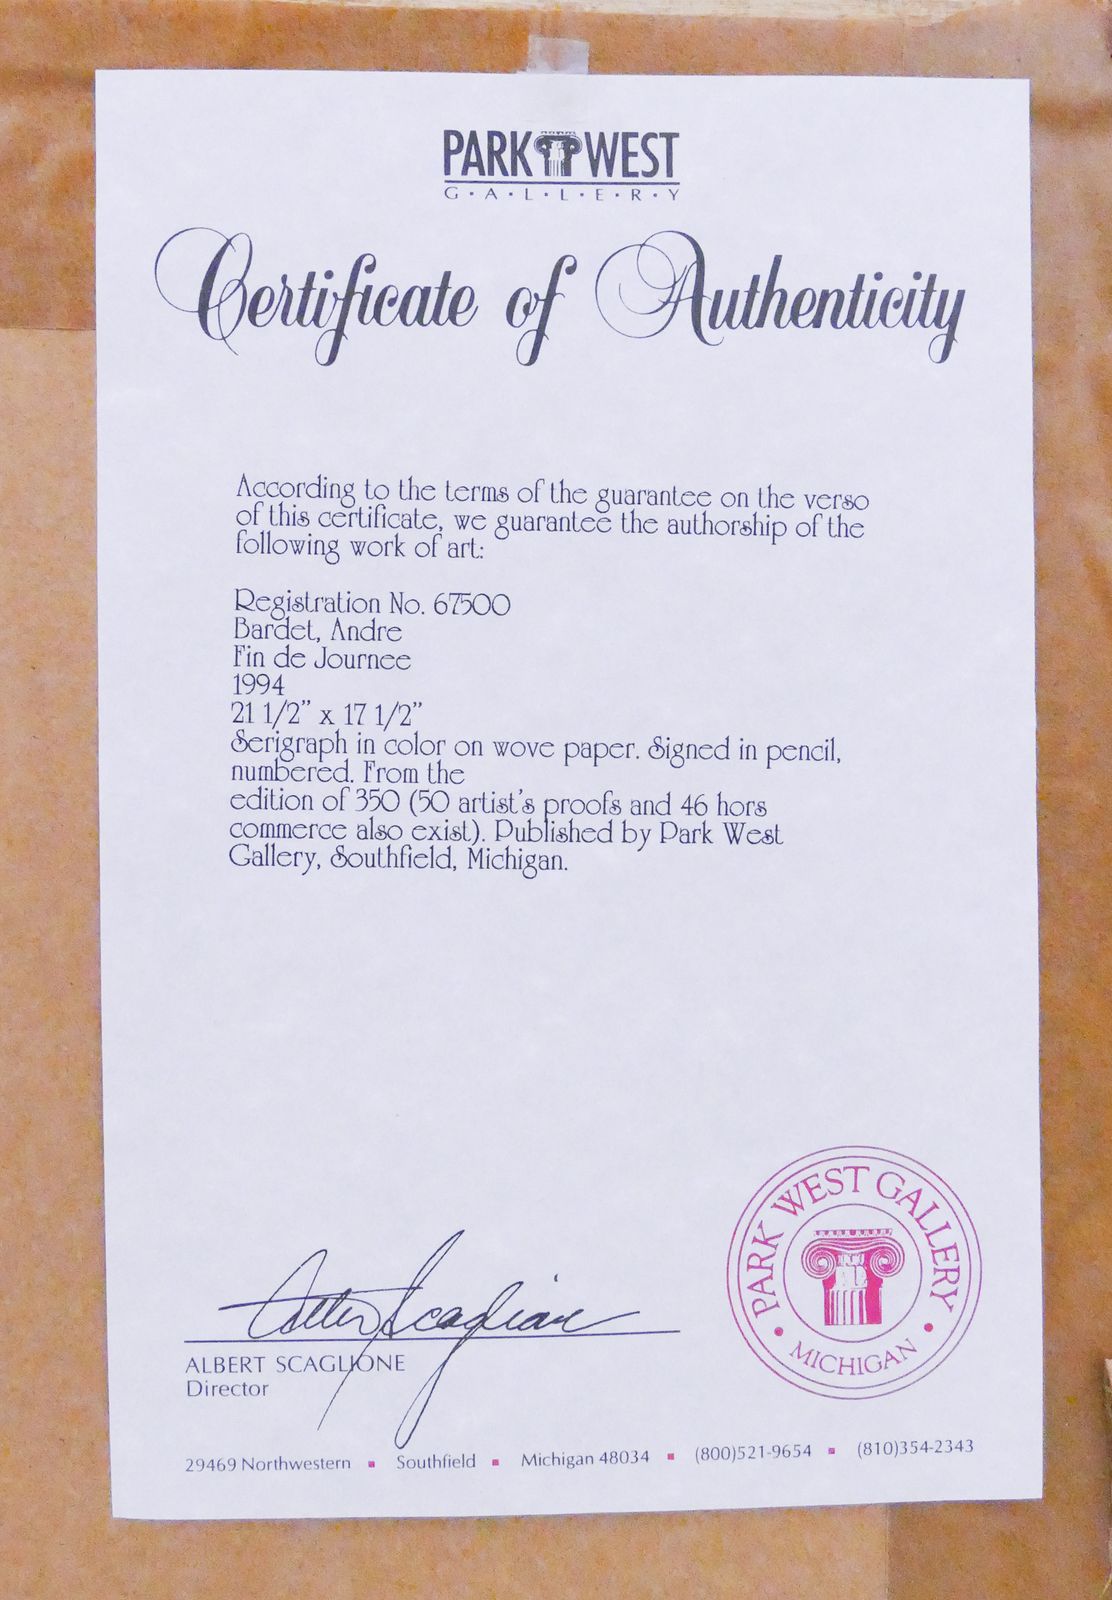 PARK WEST
G·A·L·L·E·R·Y
Certificate of Authenticity
According to the terms of the guarantee on the verso
of this certificate, we guarantee the authorship of the
following work of art:
Registration No. 67500
Bardet, Andre
Fin de Journee
1994
21 1/2” x 17 1/2”
Serigraph in color on wove paper. Signed in pencil,
numbered. From the
edition of 350 (50 artist's proofs and 46 hors
commerce also exist). Published by Park West
Gallery, Southfield, Michigan.
PARK WEST GALLERY
• MICHIGAN •
Albert Scaglione
ALBERT SCAGLIONE
Director
29469 Northwestern ▪ Southfield ▪ Michigan 48034 ▪ (800)521-9654 ▪ (810)354-2343